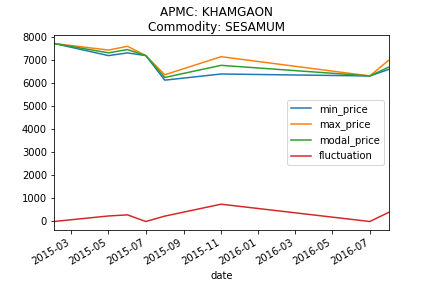 APMC: KHAMGAON
Commodity: SESAMUM
8000
7000
6000
5000
4000
3000
2000
1000
0
min_price
max_price
modal_price
fluctuation
2015-03
2015-05
2015-07
2015-09
2015-11
2016-01
2016-03
2016-05
2016-07
date